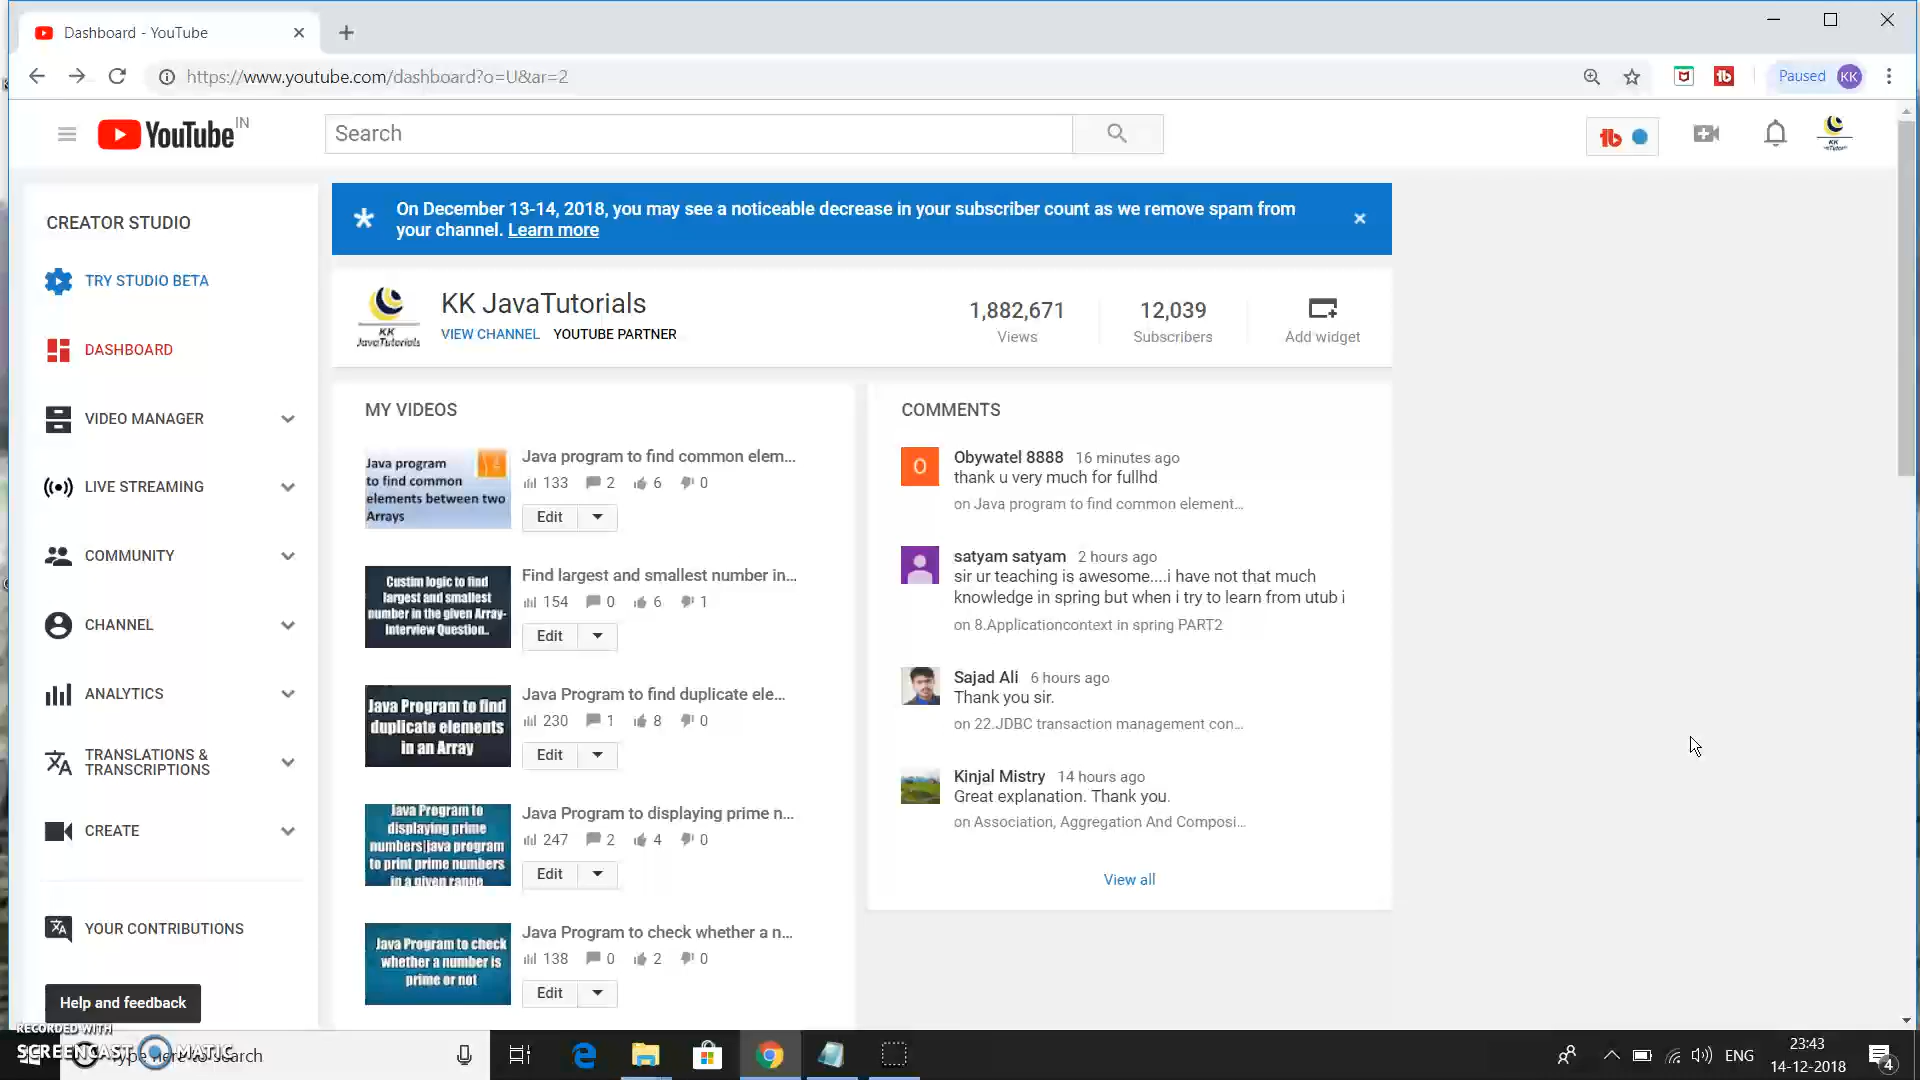 Dashboard - YouTube
https://www.youtube.com/dashboard?o=U&ar=2
Paused KK
YouTube IN
Search
CREATOR STUDIO
TRY STUDIO BETA
DASHBOARD
VIDEO MANAGER
LIVE STREAMING
COMMUNITY
CHANNEL
ANALYTICS
TRANSLATIONS &
TRANSCRIPTIONS
CREATE
YOUR CONTRIBUTIONS
Help and feedback
On December 13-14, 2018, you may see a noticeable decrease in your subscriber count as we remove spam from
your channel. Learn more
KK
JavaTutorials
KK JavaTutorials
VIEW CHANNEL YOUTUBE PARTNER
1,882,671
Views
12,039
Subscribers
Add widget
MY VIDEOS
Java program
to find common
elements between two
Arrays
Java program to find common elem...
133 2 6 0
Edit
Custim logic to find
largest and smallest
number in the given Array-
Interview Question..
Find largest and smallest number in...
154 0 6 1
Edit
Java Program to find
duplicate elements
in an Array
Java Program to find duplicate ele...
230 1 8 0
Edit
Java Program to
displaying prime
numbers||java program
to print prime numbers
in a given range
Java Program to displaying prime n...
247 2 4 0
Edit
Java Program to check
whether a number is
prime or not
Java Program to check whether a n...
138 0 2 0
Edit
COMMENTS
O
Obywatel 8888 16 minutes ago
thank u very much for fullhd
on Java program to find common element...
satyam satyam 2 hours ago
sir ur teaching is awesome....i have not that much
knowledge in spring but when i try to learn from utub i
on 8.Applicationcontext in spring PART2
Sajad Ali 6 hours ago
Thank you sir.
on 22.JDBC transaction management con...
Kinjal Mistry 14 hours ago
Great explanation. Thank you.
on Association, Aggregation And Composi...
View all
RECORDED WITH
SCREENCAST MATIC
Type here to search
ENG
23:43
14-12-2018
4